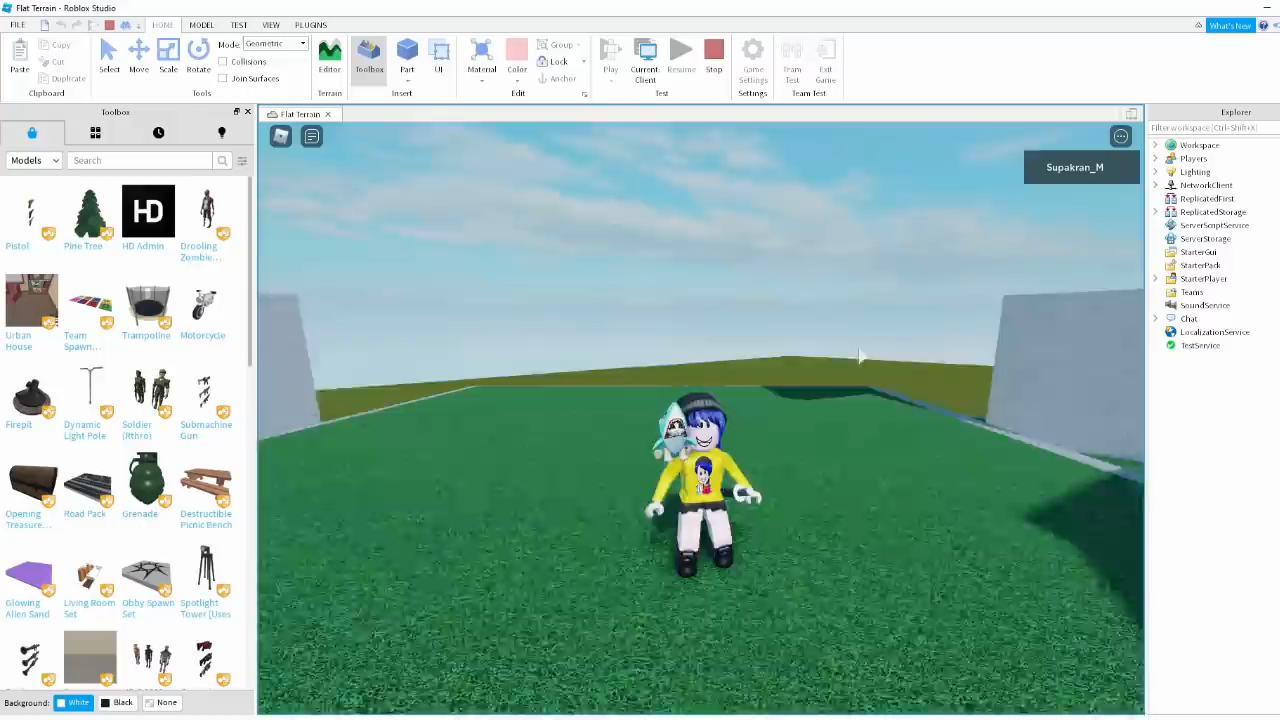 Flat Terrain - Roblox Studio
FILE HOME MODEL TEST VIEW PLUGINS What's New
Paste Copy Cut Duplicate Clipboard
Select Move Scale Rotate Mode: Geometric Collisions Join Surfaces Tools
Editor Terrain
Toolbox Part UI Insert
Material Color Group Lock Anchor Edit
Play Current: Client Resume Stop Test
Game Settings Settings
Team Test Exit Game Team Test
Toolbox
Models Search
Pistol Pine Tree HD Admin Drooling Zombie...
HD
Urban House Team Spawn... Trampoline Motorcycle
Firepit Dynamic Light Pole Soldier (Rthro) Submachine Gun
Opening Treasure... Road Pack Grenade Destructible Picnic Bench
Glowing Alien Sand Living Room Set Obby Spawn Set Spotlight Tower (Uses
Background: White Black None
Flat Terrain
Supakran_M
Explorer
Filter workspace (Ctrl+Shift+X)
Workspace
Players
Lighting
NetworkClient
ReplicatedFirst
ReplicatedStorage
ServerScriptService
ServerStorage
StarterGui
StarterPack
StarterPlayer
Teams
SoundService
Chat
LocalizationService
TestService